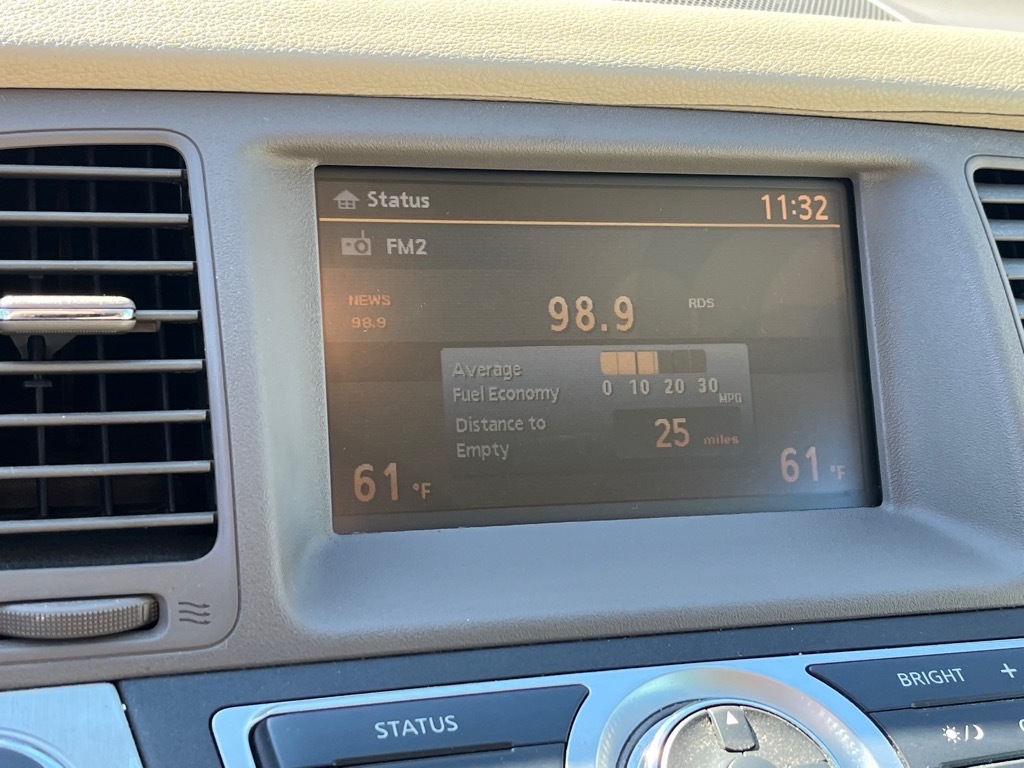 Status 11:32
FM2
NEWS
98.9
98.9 RDS
Average
Fuel Economy
0 10 20 30 MPG
Distance to
Empty
25 miles
61 °F
61 °F
STATUS
BRIGHT +